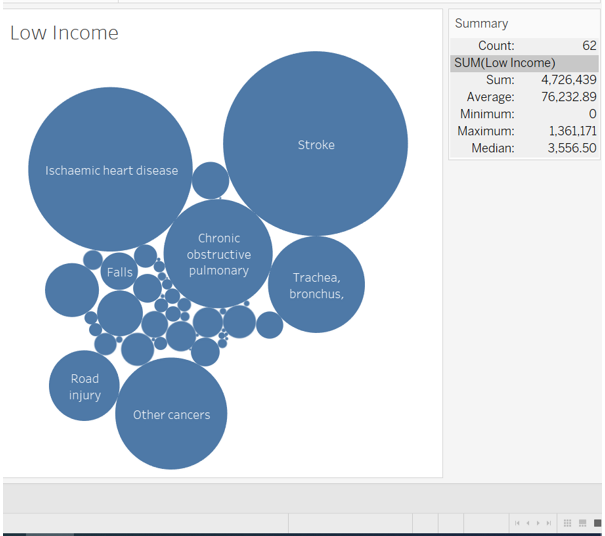 Low Income
Summary
Count: 62
SUM(Low Income)
Sum: 4,726,439
Average: 76,232.89
Minimum: 0
Maximum: 1,361,171
Median: 3,556.50
Stroke
Ischaemic heart disease
Chronic
obstructive
pulmonary
Falls
Trachea,
bronchus,
Road
injury
Other cancers